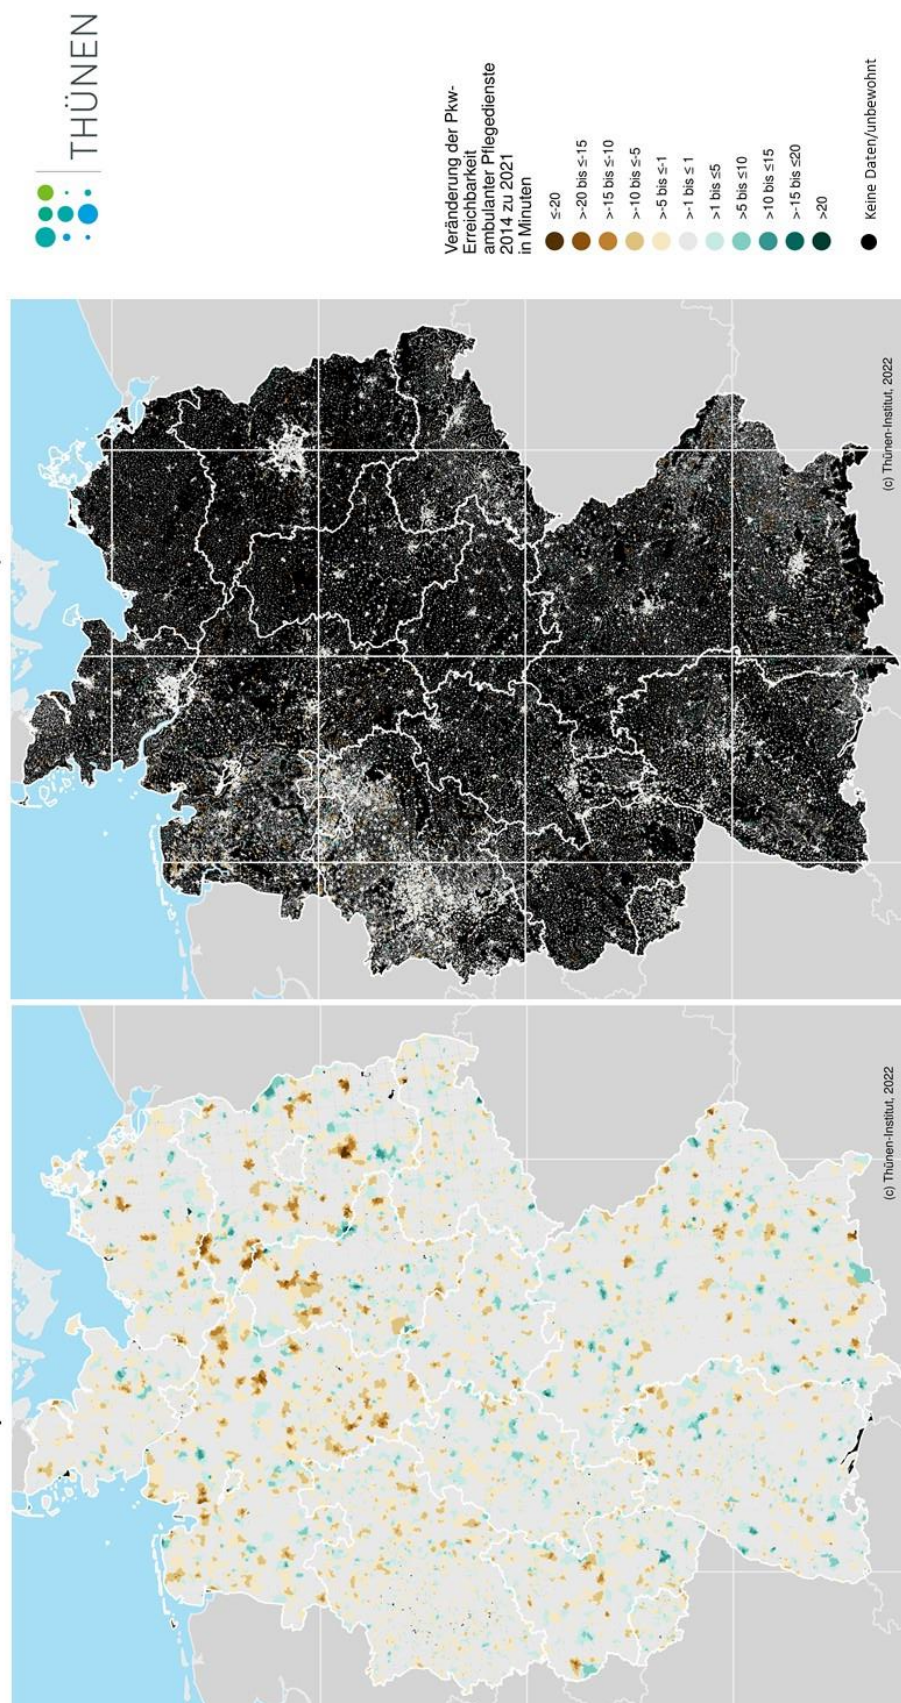 THÜNEN
Veränderung der Pkw-
Erreichbarkeit
ambulanter Pflegedienste
2014 zu 2021
in Minuten
≤-20
>-20 bis ≤-15
>-15 bis ≤-10
>-10 bis ≤-5
>-5 bis ≤-1
>-1 bis ≤ 1
>1 bis ≤5
>5 bis ≤10
>10 bis ≤15
>-15 bis ≤20
>20
Keine Daten/unbewohnt
(c) Thünen-Institut, 2022
(c) Thünen-Institut, 2022